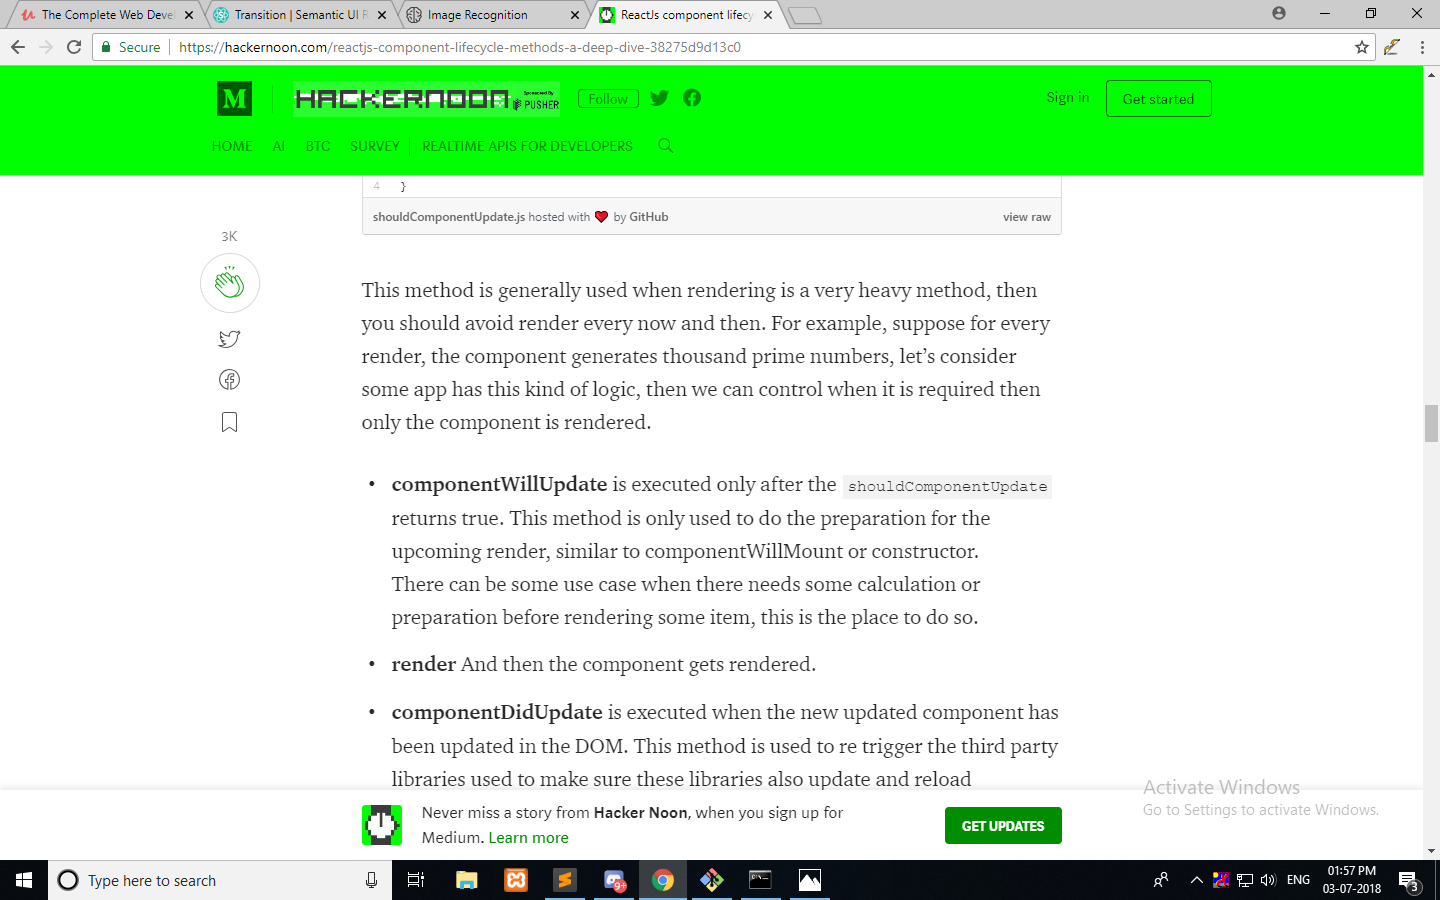 The Complete Web Devel
Transition | Semantic UI R
Image Recognition
ReactJs component lifecy
Secure
https://hackernoon.com/reactjs-component-lifecycle-methods-a-deep-dive-38275d9d13c0
M
HACKERNOON
Sponsored By
PUSHER
Follow
Sign in
Get started
HOME
AI
BTC
SURVEY
REALTIME APIS FOR DEVELOPERS
4 }
shouldComponentUpdate.js hosted with ❤ by GitHub
view raw
3K
This method is generally used when rendering is a very heavy method, then
you should avoid render every now and then. For example, suppose for every
render, the component generates thousand prime numbers, let’s consider
some app has this kind of logic, then we can control when it is required then
only the component is rendered.
• componentWillUpdate is executed only after the shouldComponentUpdate
returns true. This method is only used to do the preparation for the
upcoming render, similar to componentWillMount or constructor.
There can be some use case when there needs some calculation or
preparation before rendering some item, this is the place to do so.
• render And then the component gets rendered.
• componentDidUpdate is executed when the new updated component has
been updated in the DOM. This method is used to re trigger the third party
libraries used to make sure these libraries also update and reload
Never miss a story from Hacker Noon, when you sign up for
Medium. Learn more
GET UPDATES
Activate Windows
Go to Settings to activate Windows.
Type here to search
9+
ENG
01:57 PM
03-07-2018
3